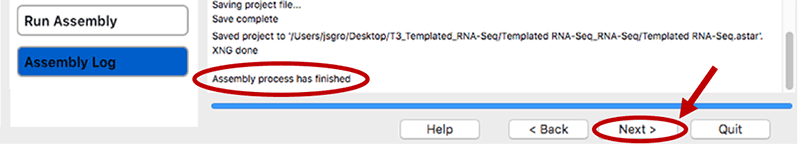 Saving project file...
Run Assembly
Save complete
Saved project to '/Users/jsgro/Desktop/T3_Templated_RNA-Seq/Templated RNA-Seq_RNA-Seq/Templated RNA-Seq.astar'.
XNG done
Assembly Log
Assembly process has finished
Help
< Back
Next >
Quit